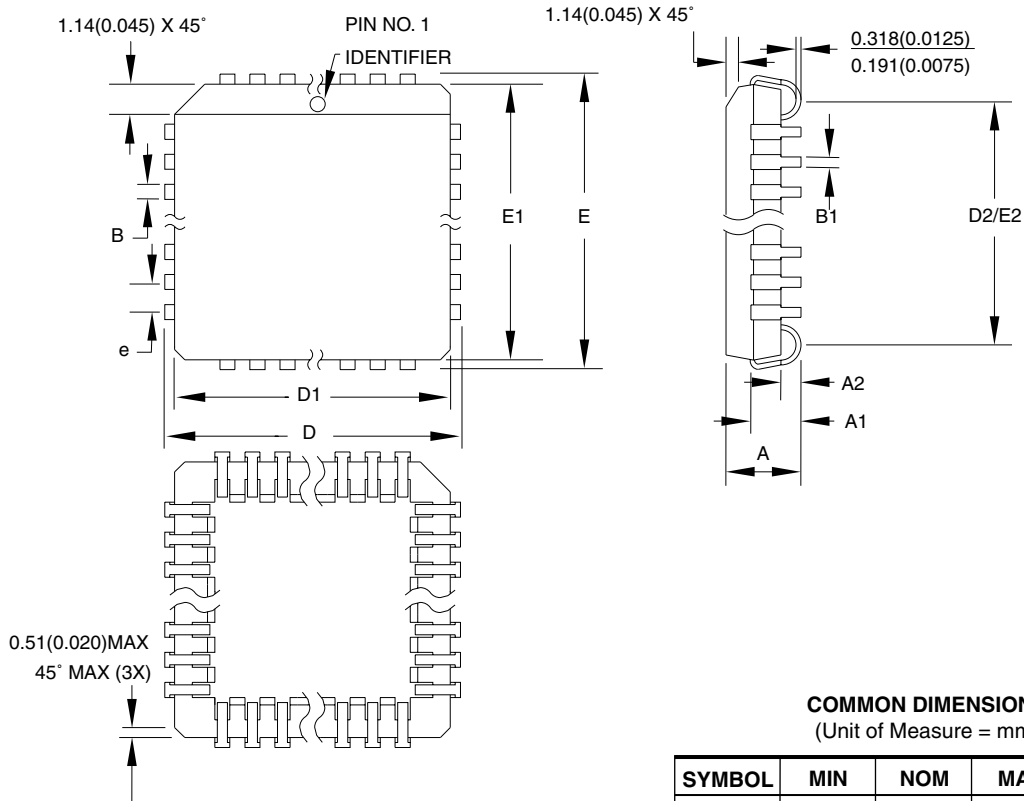 1.14(0.045) X 45˚
PIN NO. 1
IDENTIFIER
1.14(0.045) X 45˚
0.318(0.0125)
0.191(0.0075)
B
e
E1
E
B1
D2/E2
D1
D
A2
A1
A
0.51(0.020)MAX
45˚ MAX (3X)
COMMON DIMENSION
(Unit of Measure = mm
SYMBOL MIN NOM MA